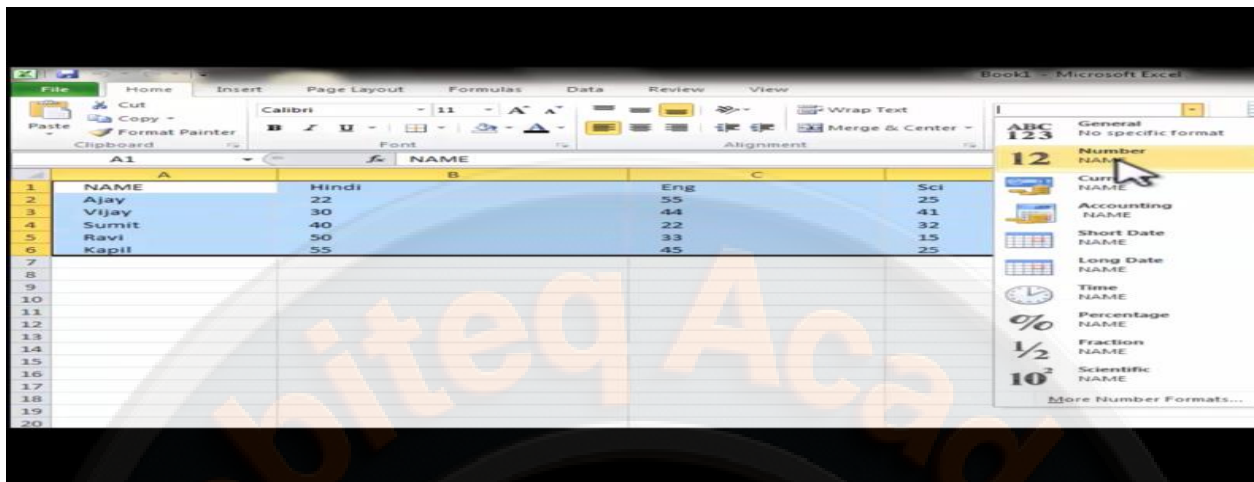 Book1 - Microsoft Excel
File Home Insert Page Layout Formulas Data Review View
Paste
Cut
Copy
Format Painter
Clipboard
Calibri 11 A A
B I U A
Font
Wrap Text
Merge & Center
Alignment
A1 fx NAME
A B C
1 NAME Hindi Eng Sci
2 Ajay 22 55 25
3 Vijay 30 44 41
4 Sumit 40 22 32
5 Ravi 50 33 15
6 Kapil 55 45 25
7
8
9
10
11
12
13
14
15
16
17
18
19
20
ABC 123 General
No specific format
12 Number
NAME
NAME
Accounting
NAME
Short Date
NAME
Long Date
NAME
Time
NAME
% Percentage
NAME
1/2 Fraction
NAME
10² Scientific
NAME
More Number Formats...
biteq Acad